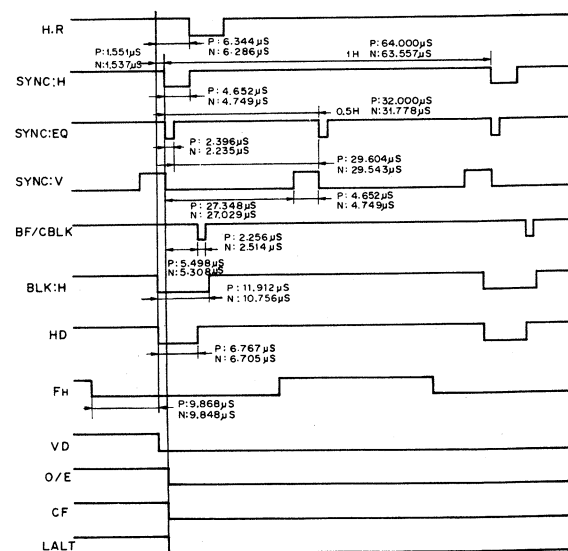 H.R
P:1.551µS
N:1.537µS
P: 6.344µS
N: 6.286µS
P:64.000µS
1H N:63.557µS
SYNC:H
P: 4.652µS
N: 4.749µS
P:32.000µS
0.5H N:31.778µS
SYNC:EQ
P: 2.396µS
N: 2.235µS
P:29.604µS
N:29.543µS
SYNC:V
P: 27.348µS
N: 27.029µS
P: 4.652µS
N: 4.749µS
BF/CBLK
P: 2.256µS
N: 2.514µS
P:5.498µS
N:5.308µS
BLK:H
P:11.912µS
N:10.756µS
HD
P: 6.767µS
N: 6.705µS
FH
P:9.868µS
N:9.848µS
VD
O/E
CF
LALT